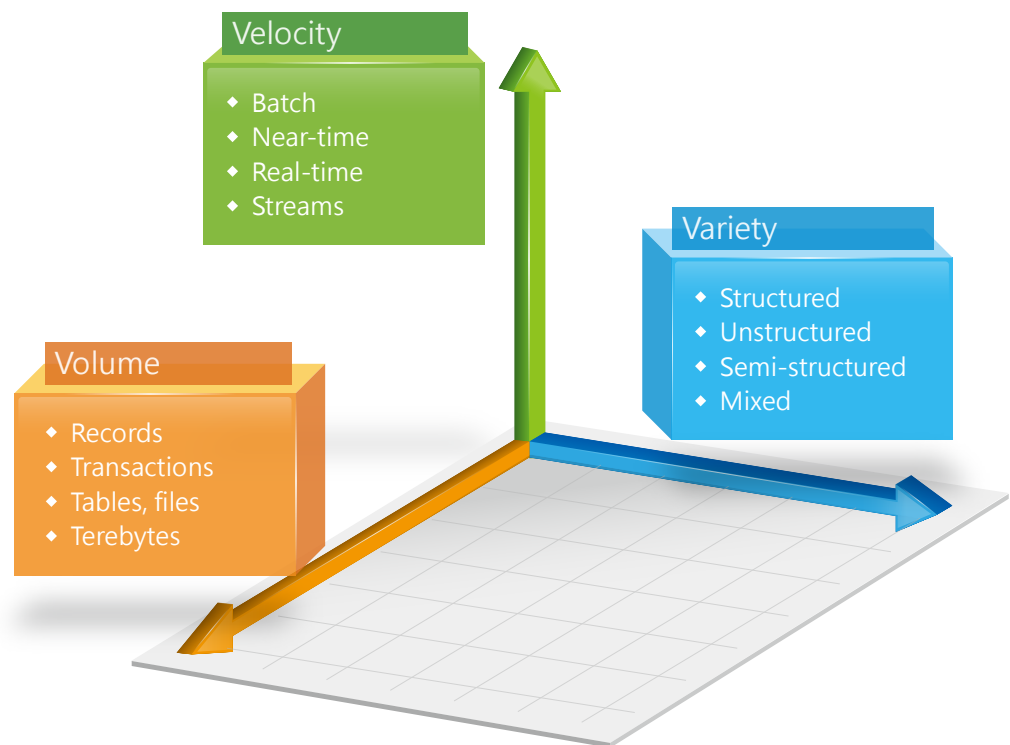 Velocity
Batch
Near-time
Real-time
Streams
Variety
Structured
Unstructured
Semi-structured
Mixed
Volume
Records
Transactions
Tables, files
Terebytes